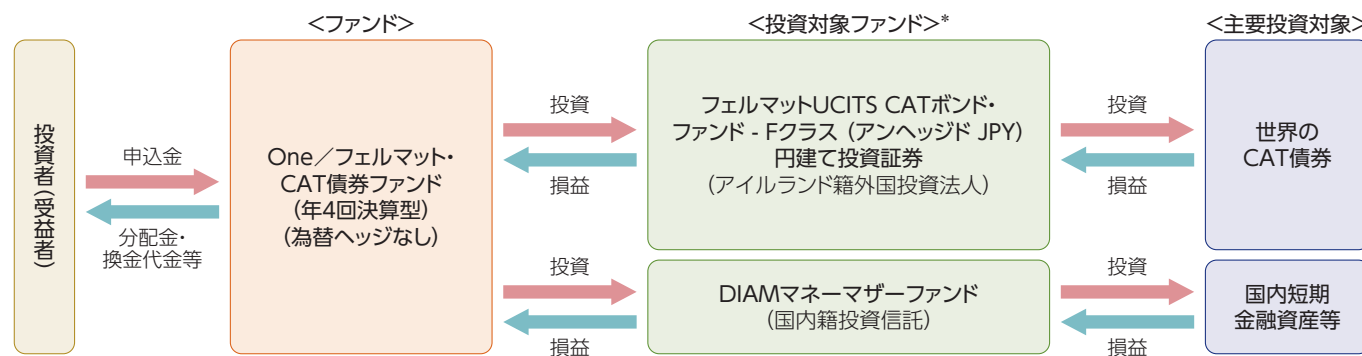 <ファンド>
<投資対象ファンド>*
<主要投資対象>
投資者(受益者)
申込金
分配金・
換金代金等
One／フェルマット・
CAT債券ファンド
(年4回決算型)
(為替ヘッジなし)
投資
損益
フェルマットUCITS CATボンド・
ファンド - Fクラス (アンヘッジド JPY)
円建て投資証券
(アイルランド籍外国投資法人)
投資
損益
世界の
CAT債券
投資
損益
DIAMマネーマザーファンド
(国内籍投資信託)
投資
損益
国内短期
金融資産等